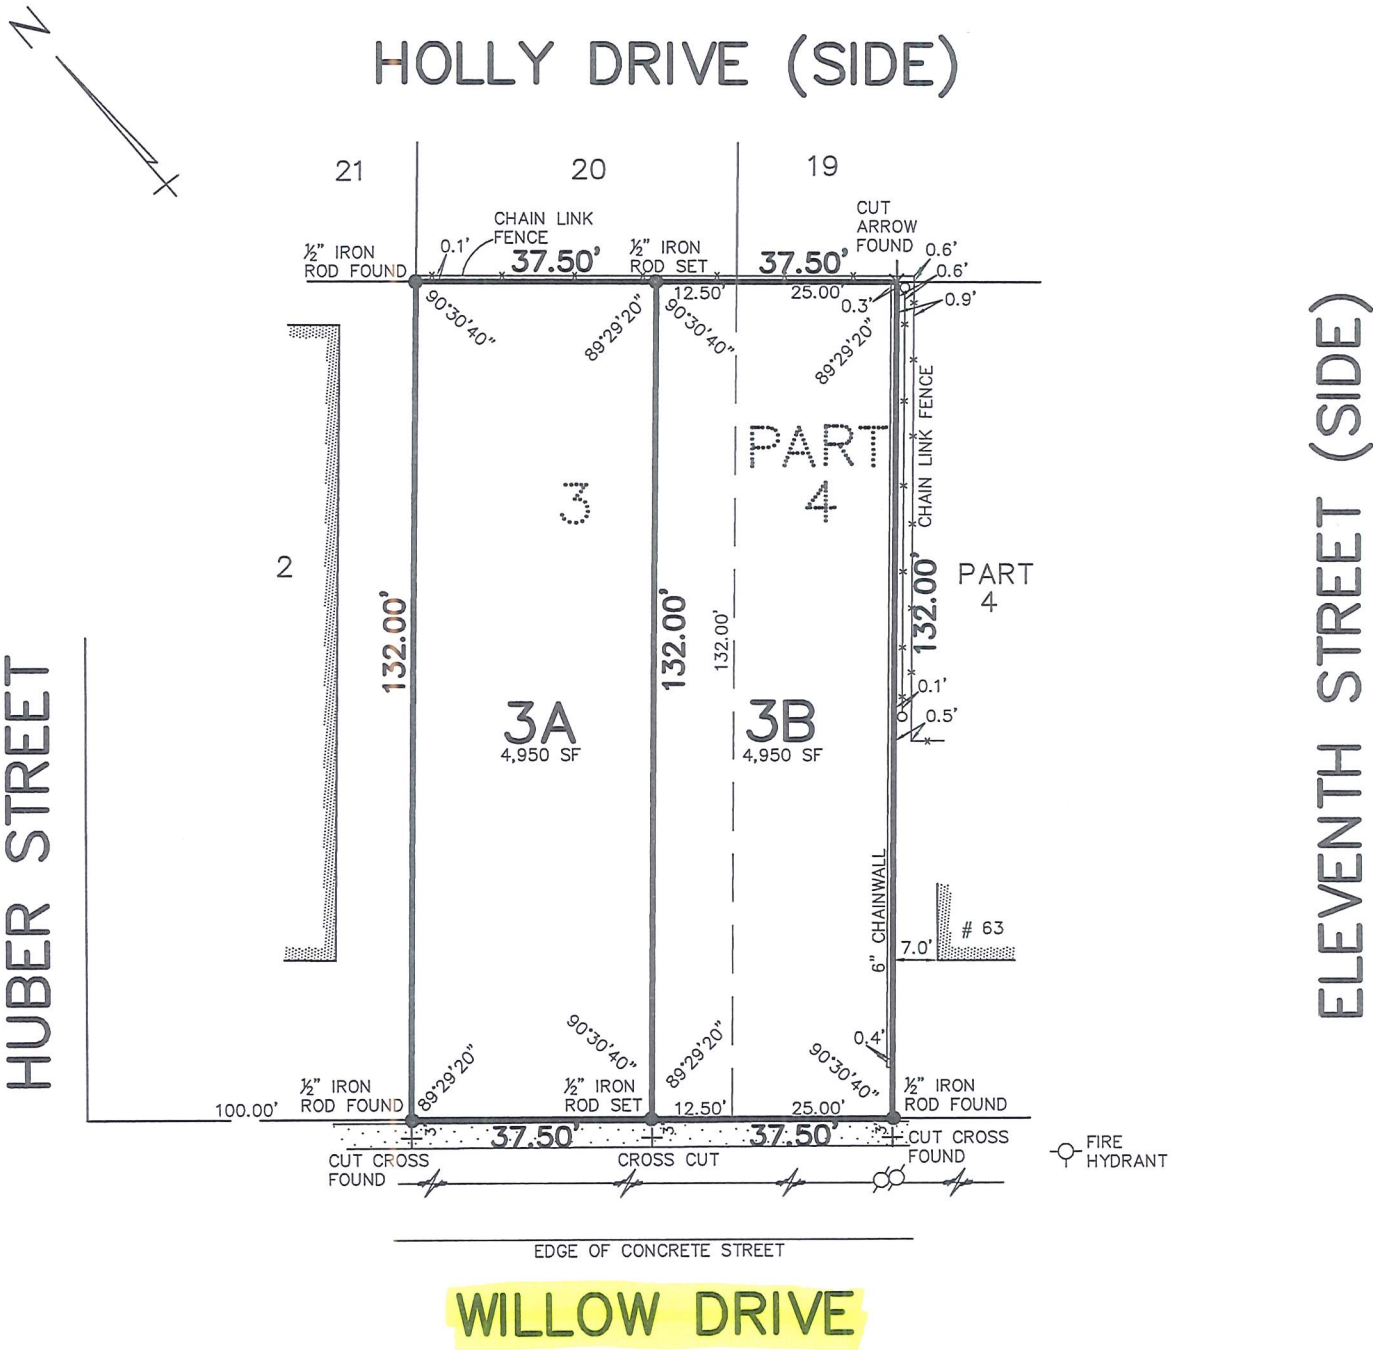 N
HOLLY DRIVE (SIDE)
21
20
19
CHAIN LINK
FENCE
CUT
ARROW
FOUND
½" IRON
ROD FOUND
0.1'
37.50'
½" IRON
ROD SET
37.50'
0.6'
0.6'
0.9'
12.50'
25.00'
0.3'
90°30'40"
89°29'20"
90°30'40"
89°29'20"
CHAIN LINK FENCE
PART
4
3
2
132.00'
132.00'
132.00'
132.00'
PART
4
HUBER STREET
ELEVENTH STREET (SIDE)
3A
4,950 SF
3B
4,950 SF
0.1'
0.5'
6" CHAINWALL
7.0'
# 63
0.4'
89°29'20"
90°30'40"
89°29'20"
90°30'40"
100.00'
½" IRON
ROD FOUND
½" IRON
ROD SET
12.50'
25.00'
½" IRON
ROD FOUND
3'
37.50'
3'
37.50'
3'
CUT CROSS
FOUND
CROSS CUT
CUT CROSS
FOUND
FIRE
HYDRANT
EDGE OF CONCRETE STREET
WILLOW DRIVE